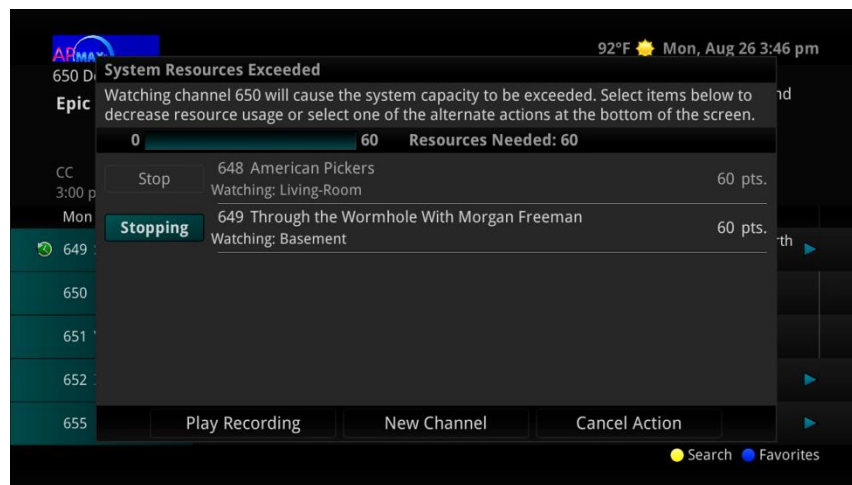 ARMAX
92°F Mon, Aug 26 3:46 pm
650 D
System Resources Exceeded
Epic
Watching channel 650 will cause the system capacity to be exceeded. Select items below to
nd
decrease resource usage or select one of the alternate actions at the bottom of the screen.
0 60 Resources Needed: 60
CC
Stop
648 American Pickers
60 pts.
3:00 p
Watching: Living-Room
Mon
Stopping
649 Through the Wormhole With Morgan Freeman
60 pts.
Watching: Basement
649
rth
650
651
652
655
Play Recording New Channel Cancel Action
Search Favorites